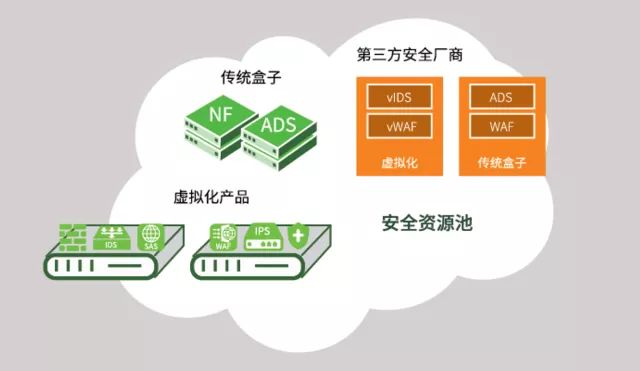 第三方安全厂商
传统盒子
vIDS
ADS
NF
ADS
vWAF
WAF
虚拟化
传统盒子
虚拟化产品
安全资源池
IDS
SAS
WAF
IPS